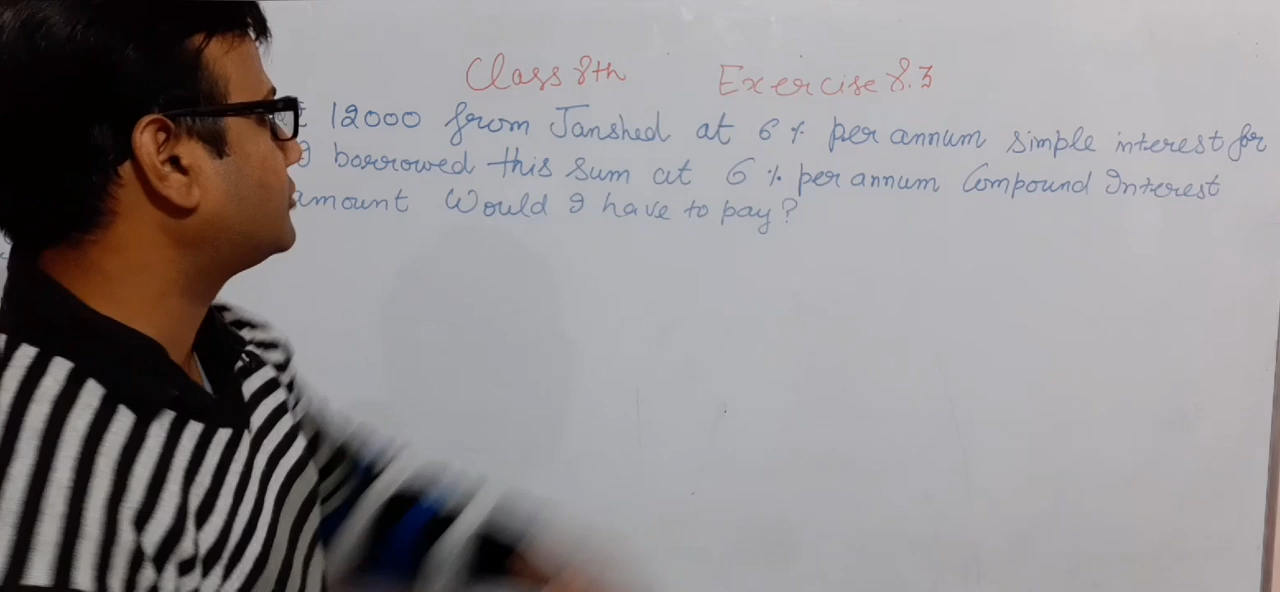 Class 8th Exercise 8.3
12000 from Janshed at 6 % per annum simple interest for
I borrowed this sum at 6 % per annum Compound Interest
amount Would I have to pay?